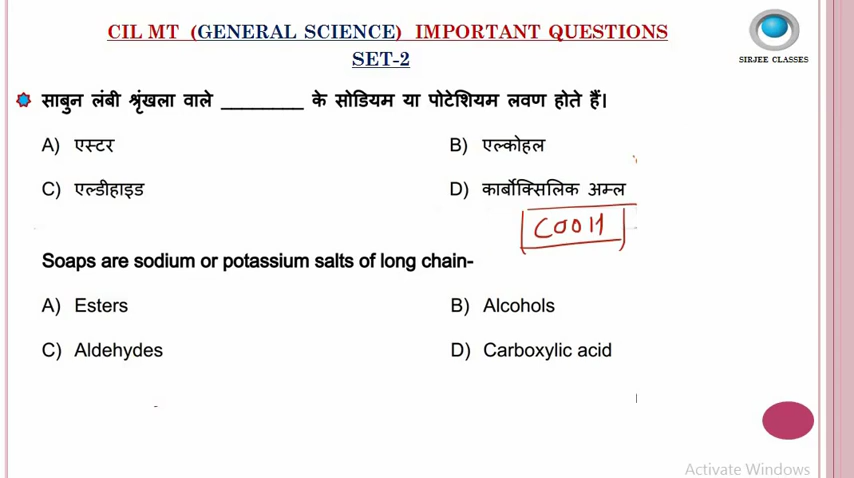 CIL MT (GENERAL SCIENCE) IMPORTANT QUESTIONS
SET-2
SIRJEE CLASSES
साबुन लंबी श्रृंखला वाले ________ के सोडियम या पोटेशियम लवण होते हैं।
A) एस्टर
B) एल्कोहल
C) एल्डीहाइड
D) कार्बोक्सिलिक अम्ल
COOH
Soaps are sodium or potassium salts of long chain-
A) Esters
B) Alcohols
C) Aldehydes
D) Carboxylic acid
Activate Windows